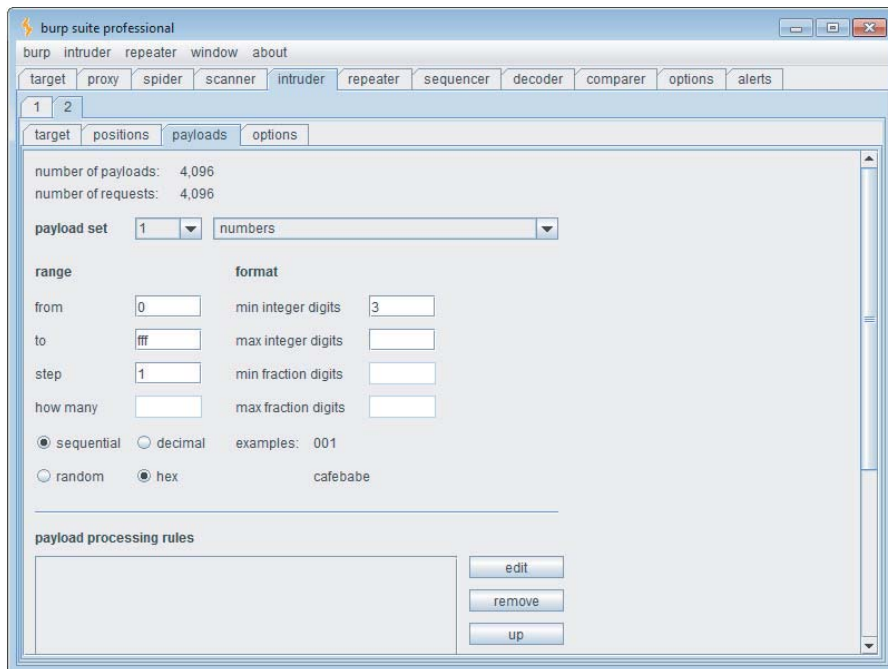 burp suite professional
burp intruder repeater window about
target proxy spider scanner intruder repeater sequencer decoder comparer options alerts
1 2
target positions payloads options
number of payloads: 4,096
number of requests: 4,096
payload set 1 numbers
range format
from 0 min integer digits 3
to fff max integer digits
step 1 min fraction digits
how many max fraction digits
sequential decimal examples: 001
random hex cafebabe
payload processing rules
edit
remove
up